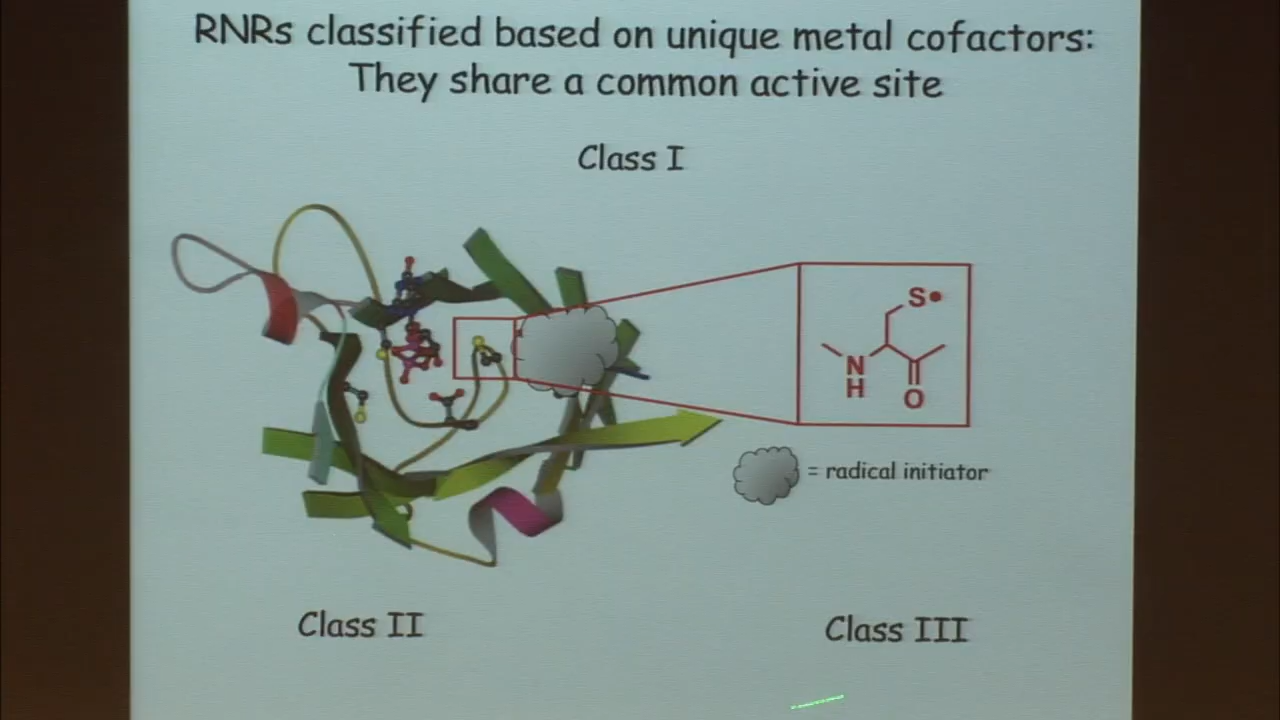 RNRs classified based on unique metal cofactors:
They share a common active site
Class I
S•
N
H
O
= radical initiator
Class II
Class III